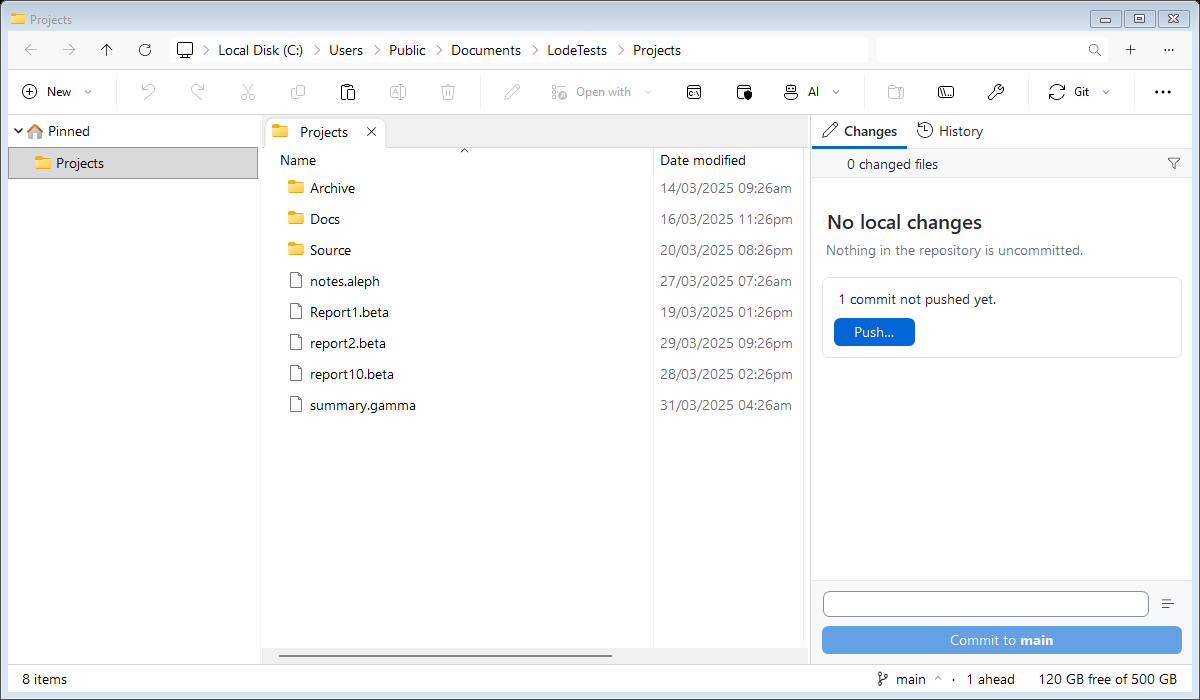 Projects
Local Disk (C:) Users Public Documents LodeTests Projects
New Open with AI Git
Pinned
Projects
Projects
Name Date modified
Archive 14/03/2025 09:26am
Docs 16/03/2025 11:26pm
Source 20/03/2025 08:26pm
notes.aleph 27/03/2025 07:26am
Report1.beta 19/03/2025 01:26pm
report2.beta 29/03/2025 09:26pm
report10.beta 28/03/2025 02:26pm
summary.gamma 31/03/2025 04:26am
Changes History
0 changed files
No local changes
Nothing in the repository is uncommitted.
1 commit not pushed yet.
Push...
Commit to main
8 items
main · 1 ahead 120 GB free of 500 GB